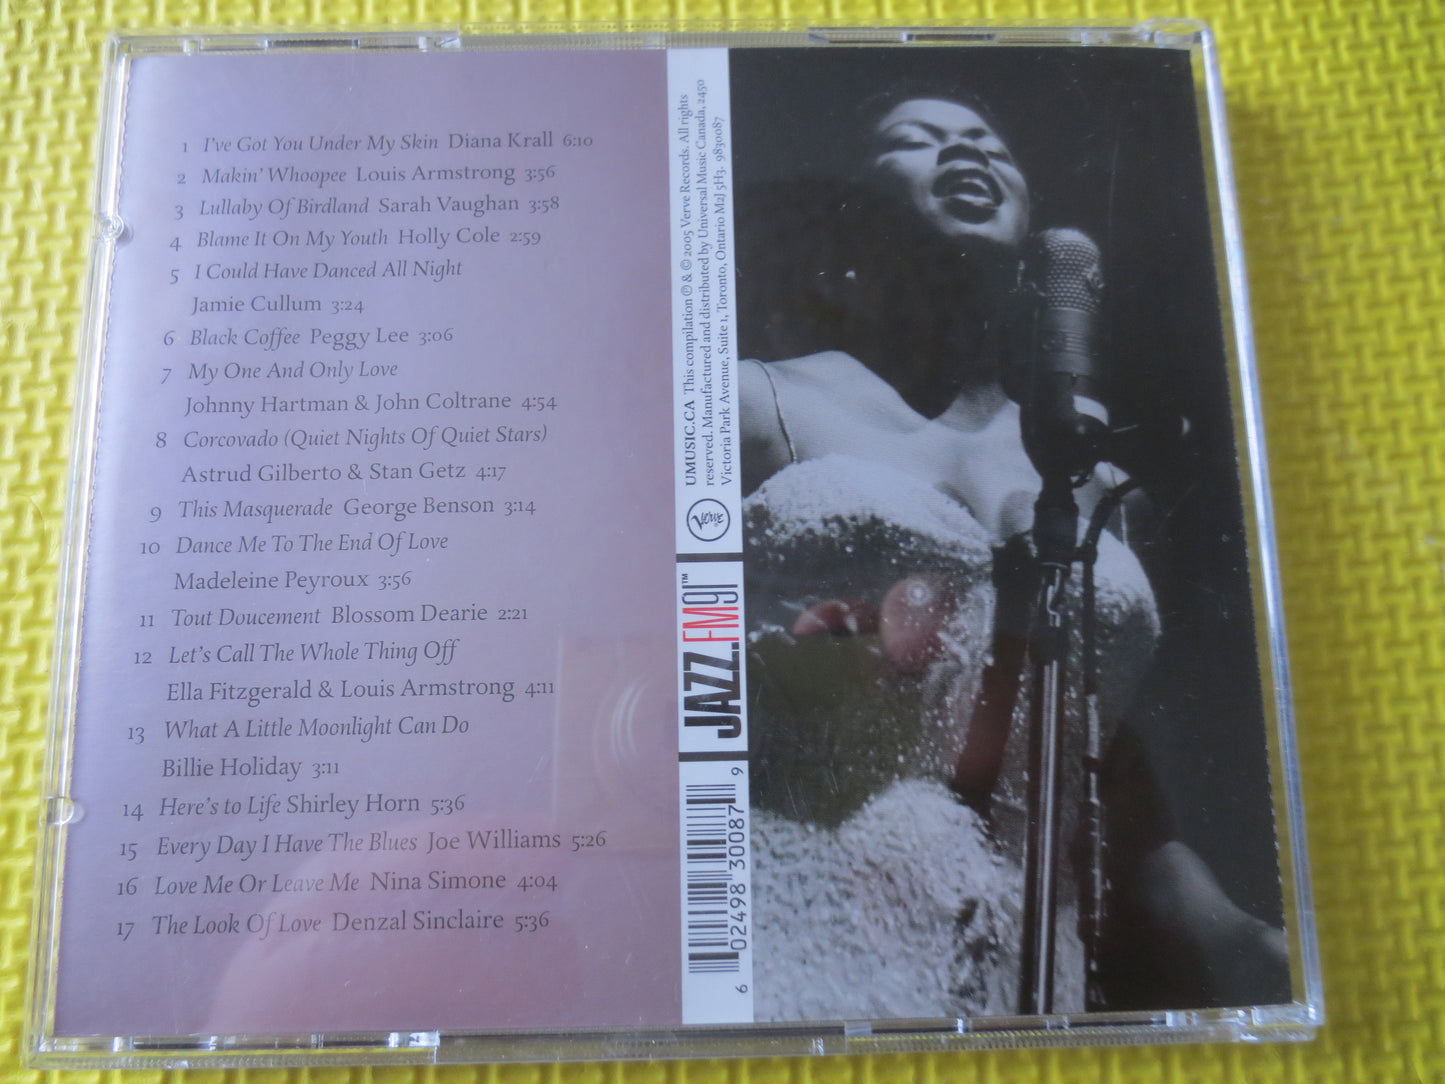 1 I've Got You Under My Skin Diana Krall 6:10
2 Makin' Whoopee Louis Armstrong 3:56
3 Lullaby Of Birdland Sarah Vaughan 3:58
4 Blame It On My Youth Holly Cole 2:59
5 I Could Have Danced All Night
Jamie Cullum 3:24
6 Black Coffee Peggy Lee 3:06
7 My One And Only Love
Johnny Hartman & John Coltrane 4:54
8 Corcovado (Quiet Nights Of Quiet Stars)
Astrud Gilberto & Stan Getz 4:17
9 This Masquerade George Benson 3:14
10 Dance Me To The End Of Love
Madeleine Peyroux 3:56
11 Tout Doucement Blossom Dearie 2:21
12 Let's Call The Whole Thing Off
Ella Fitzgerald & Louis Armstrong 4:11
13 What A Little Moonlight Can Do
Billie Holiday 3:11
14 Here's to Life Shirley Horn 5:36
15 Every Day I Have The Blues Joe Williams 5:26
16 Love Me Or Leave Me Nina Simone 4:04
17 The Look Of Love Denzal Sinclaire 5:36
UMUSIC.CA This compilation ℗ & © 2005 Verve Records. All rights
reserved. Manufactured and distributed by Universal Music Canada, 2450
Victoria Park Avenue, Suite 1, Toronto, Ontario M2J 5H3. 9830087
Verve
JAZZ.FM91™
6 02498 30087 9